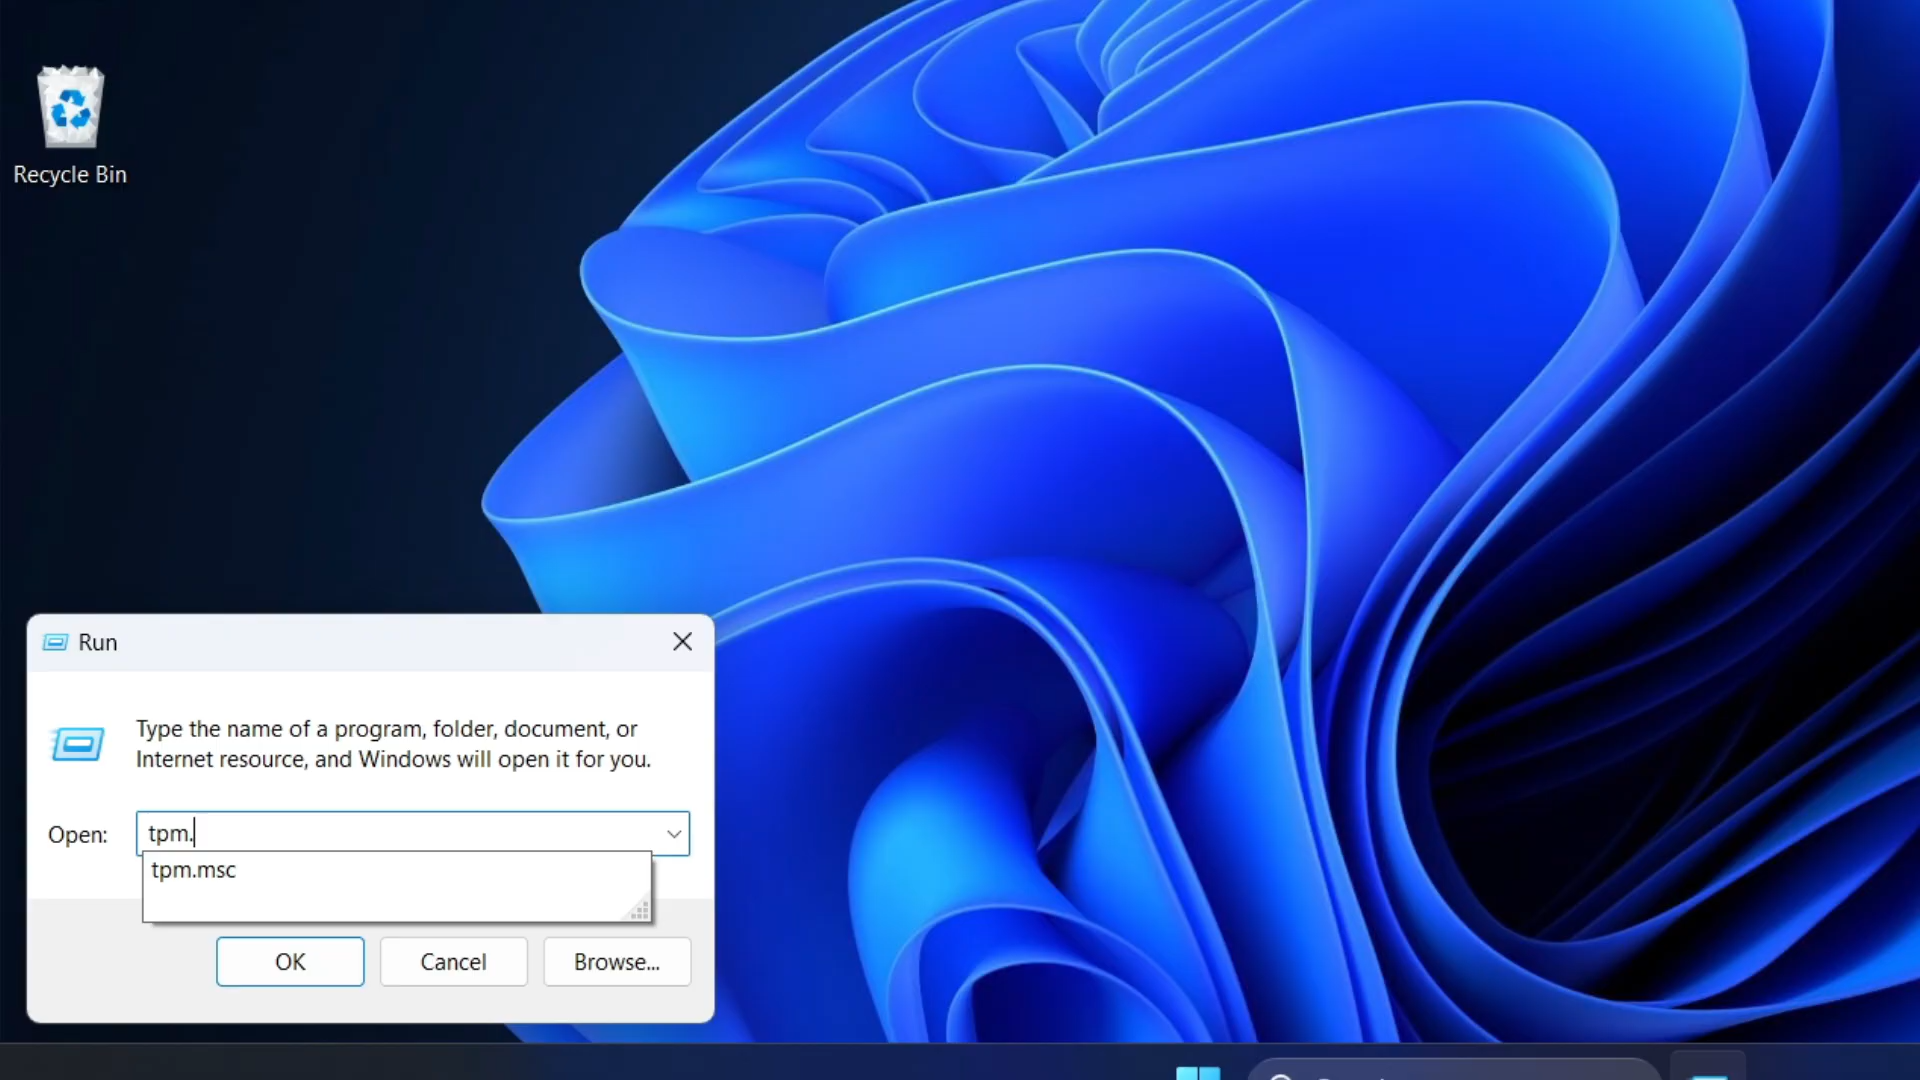 Recycle Bin
Run
Type the name of a program, folder, document, or
Internet resource, and Windows will open it for you.
Open:
tpm.
tpm.msc
OK
Cancel
Browse...